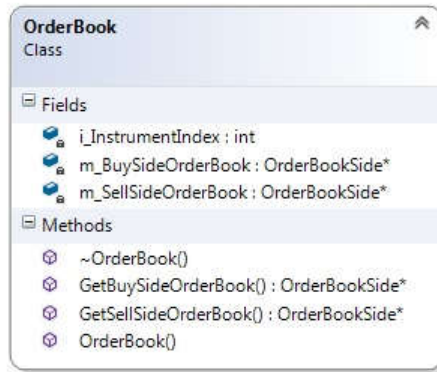 OrderBook
Class
Fields
i_InstrumentIndex : int
m_BuySideOrderBook : OrderBookSide*
m_SellSideOrderBook : OrderBookSide*
Methods
~OrderBook()
GetBuySideOrderBook() : OrderBookSide*
GetSellSideOrderBook() : OrderBookSide*
OrderBook()